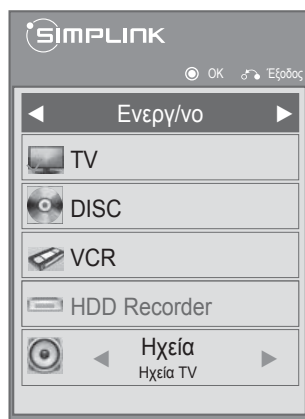 SIMPLINK
OK Έξοδος
Ενεργ/νο
TV
DISC
VCR
HDD Recorder
Ηχεία
Ηχεία TV